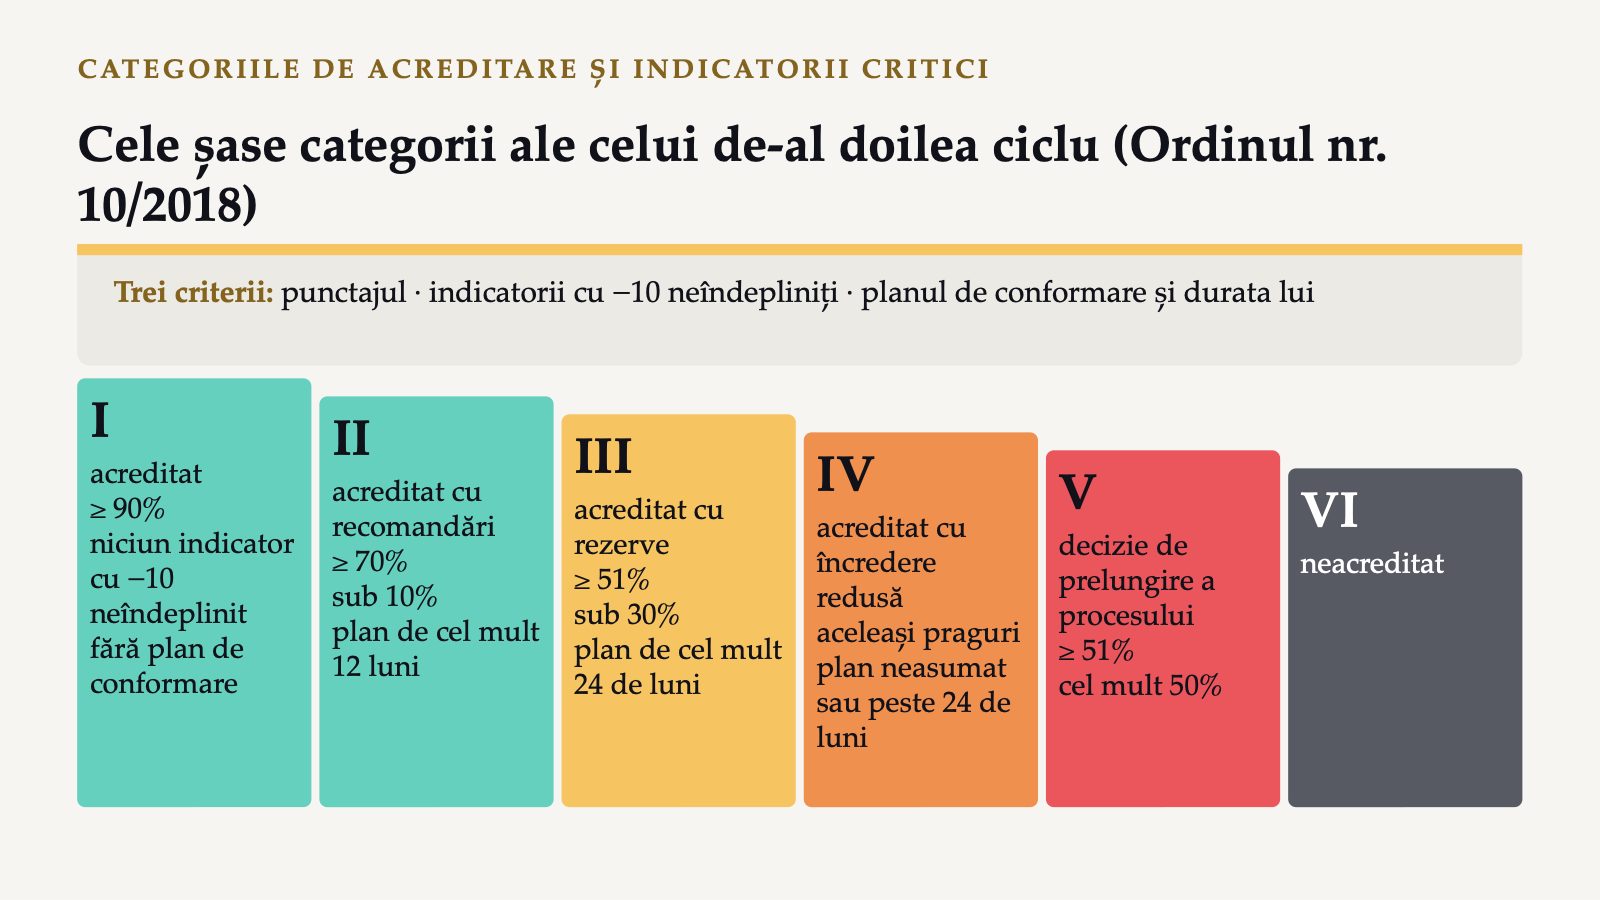 CATEGORIILE DE ACREDITARE ȘI INDICATORII CRITICI
Cele șase categorii ale celui de-al doilea ciclu (Ordinul nr.
10/2018)
Trei criterii: punctajul · indicatorii cu −10 neîndepliniți · planul de conformare și durata lui
I
acreditat
≥ 90%
niciun indicator
cu −10
neîndeplinit
fără plan de
conformare
II
acreditat cu
recomandări
≥ 70%
sub 10%
plan de cel mult
12 luni
III
acreditat cu
rezerve
≥ 51%
sub 30%
plan de cel mult
24 de luni
IV
acreditat cu
încredere
redusă
aceleași praguri
plan neasumat
sau peste 24 de
luni
V
decizie de
prelungire a
procesului
≥ 51%
cel mult 50%
VI
neacreditat